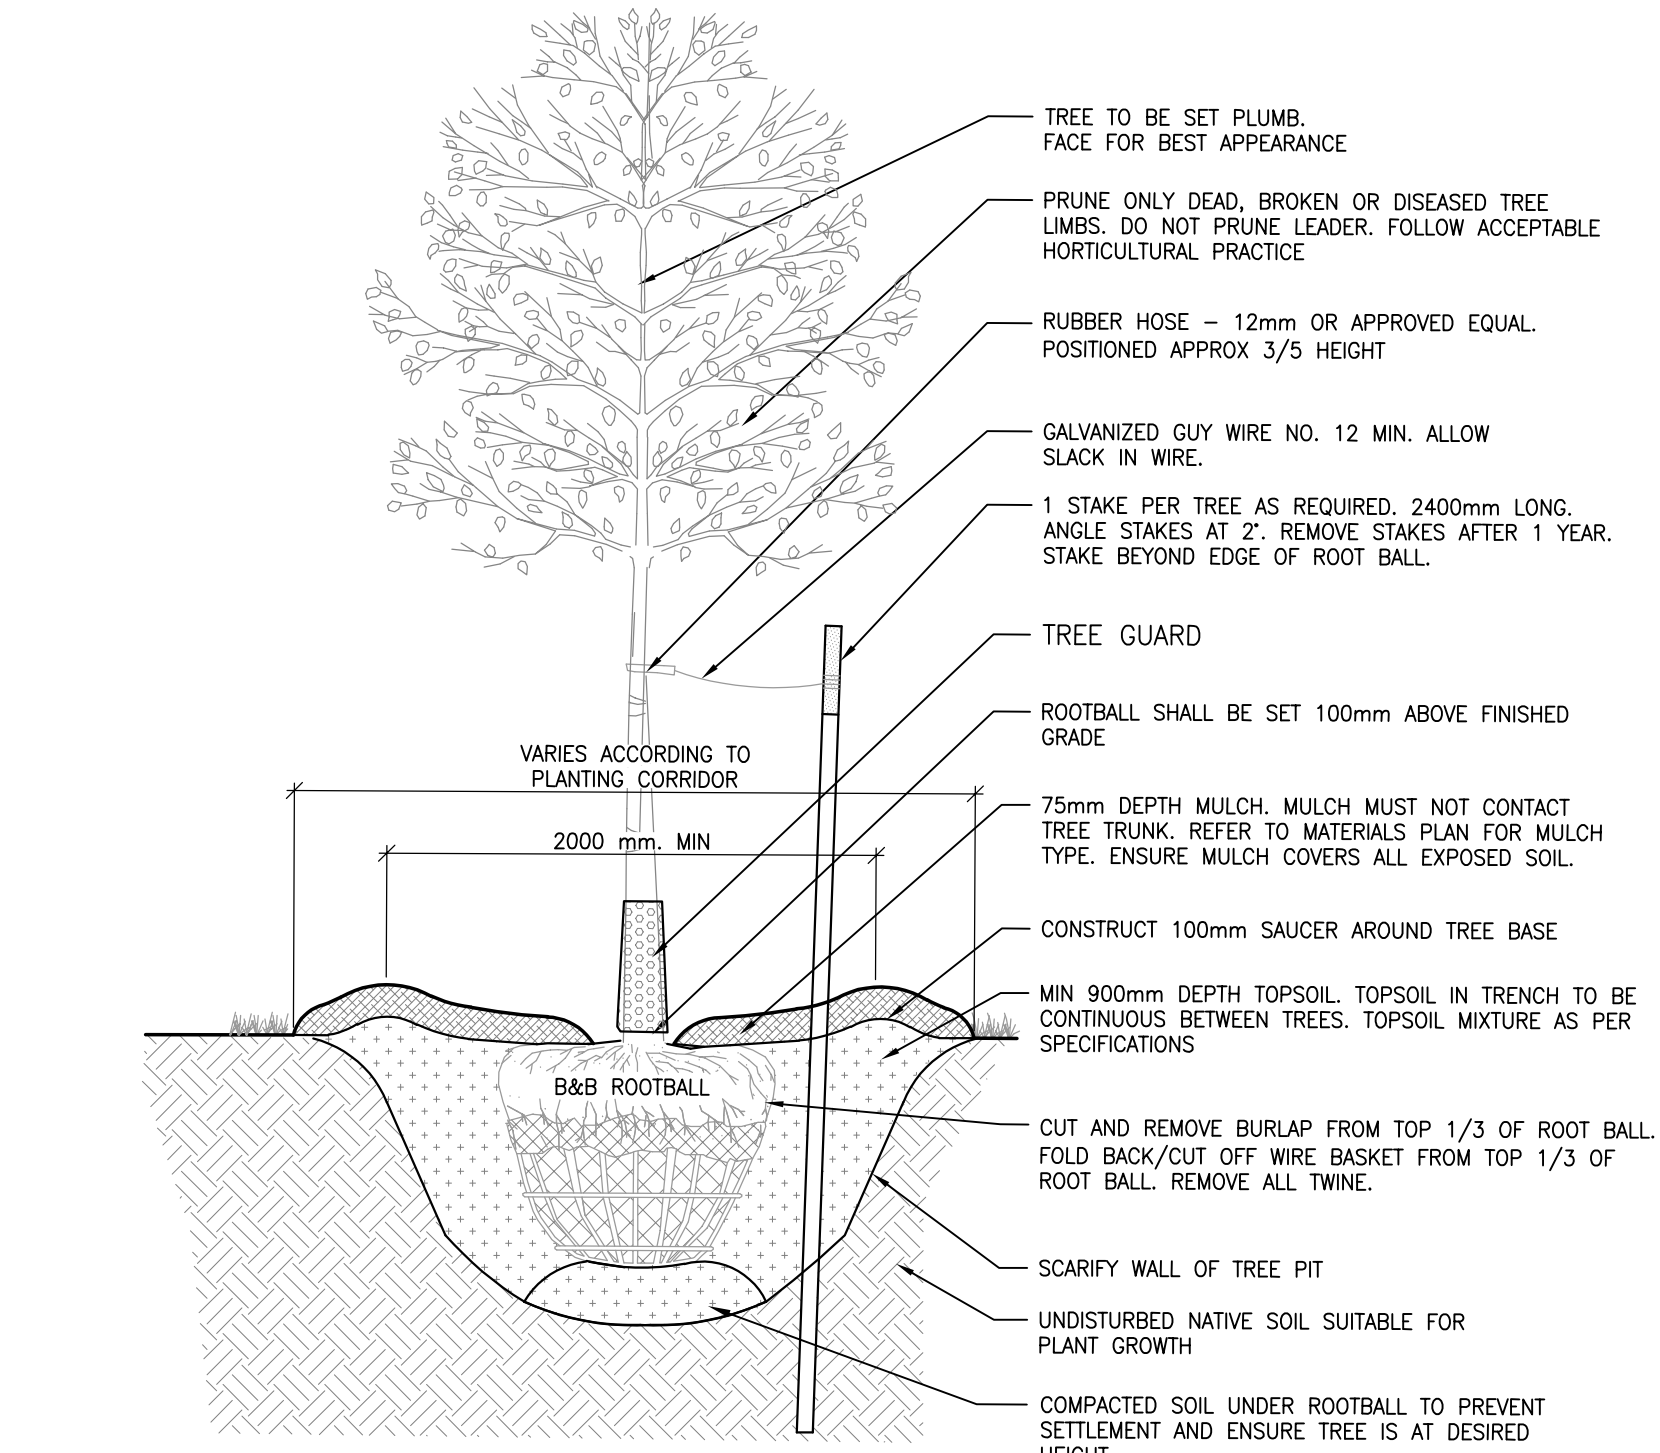 TREE TO BE SET PLUMB.
FACE FOR BEST APPEARANCE
PRUNE ONLY DEAD, BROKEN OR DISEASED TREE
LIMBS. DO NOT PRUNE LEADER. FOLLOW ACCEPTABLE
HORTICULTURAL PRACTICE
RUBBER HOSE – 12mm OR APPROVED EQUAL.
POSITIONED APPROX 3/5 HEIGHT
GALVANIZED GUY WIRE NO. 12 MIN. ALLOW
SLACK IN WIRE.
1 STAKE PER TREE AS REQUIRED. 2400mm LONG.
ANGLE STAKES AT 2°. REMOVE STAKES AFTER 1 YEAR.
STAKE BEYOND EDGE OF ROOT BALL.
TREE GUARD
ROOTBALL SHALL BE SET 100mm ABOVE FINISHED
GRADE
VARIES ACCORDING TO
PLANTING CORRIDOR
2000 mm. MIN
75mm DEPTH MULCH. MULCH MUST NOT CONTACT
TREE TRUNK. REFER TO MATERIALS PLAN FOR MULCH
TYPE. ENSURE MULCH COVERS ALL EXPOSED SOIL.
CONSTRUCT 100mm SAUCER AROUND TREE BASE
MIN 900mm DEPTH TOPSOIL. TOPSOIL IN TRENCH TO BE
CONTINUOUS BETWEEN TREES. TOPSOIL MIXTURE AS PER
SPECIFICATIONS
B&B ROOTBALL
CUT AND REMOVE BURLAP FROM TOP 1/3 OF ROOT BALL.
FOLD BACK/CUT OFF WIRE BASKET FROM TOP 1/3 OF
ROOT BALL. REMOVE ALL TWINE.
SCARIFY WALL OF TREE PIT
UNDISTURBED NATIVE SOIL SUITABLE FOR
PLANT GROWTH
COMPACTED SOIL UNDER ROOTBALL TO PREVENT
SETTLEMENT AND ENSURE TREE IS AT DESIRED